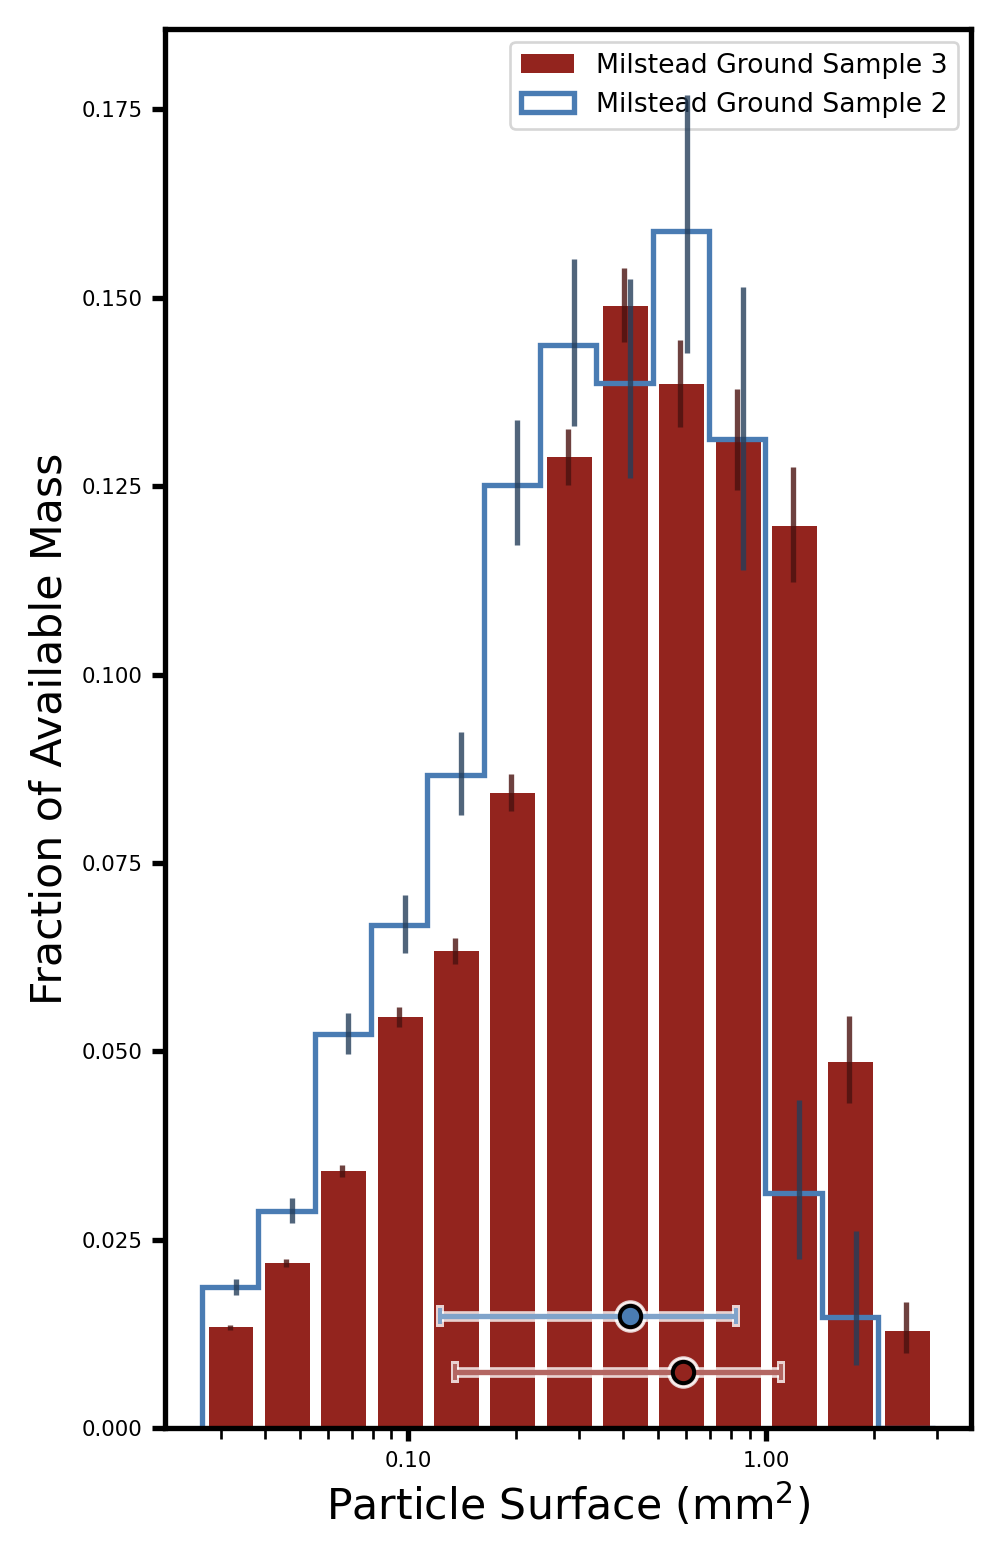 Milstead Ground Sample 3
Milstead Ground Sample 2
0.175
0.150
0.125
0.100
0.075
0.050
0.025
0.000
Fraction of Available Mass
0.10 1.00
Particle Surface (mm²)